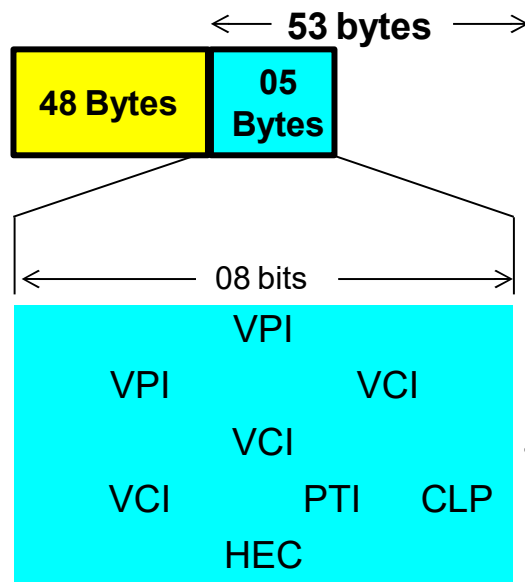 53 bytes
48 Bytes
05
Bytes
08 bits
VPI
VPI VCI
VCI
VCI PTI CLP
HEC